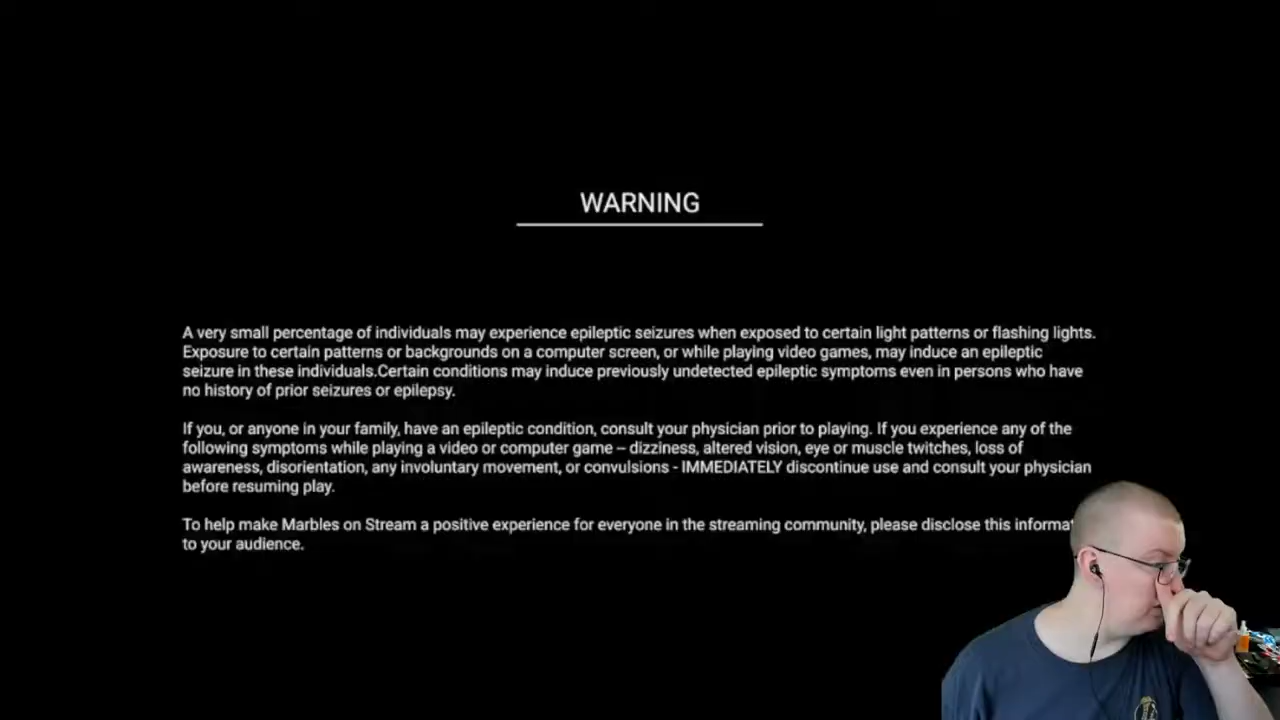 WARNING
A very small percentage of individuals may experience epileptic seizures when exposed to certain light patterns or flashing lights.
Exposure to certain patterns or backgrounds on a computer screen, or while playing video games, may induce an epileptic
seizure in these individuals.Certain conditions may induce previously undetected epileptic symptoms even in persons who have
no history of prior seizures or epilepsy.
If you, or anyone in your family, have an epileptic condition, consult your physician prior to playing. If you experience any of the
following symptoms while playing a video or computer game – dizziness, altered vision, eye or muscle twitches, loss of
awareness, disorientation, any involuntary movement, or convulsions - IMMEDIATELY discontinue use and consult your physician
before resuming play.
To help make Marbles on Stream a positive experience for everyone in the streaming community, please disclose this informat
to your audience.